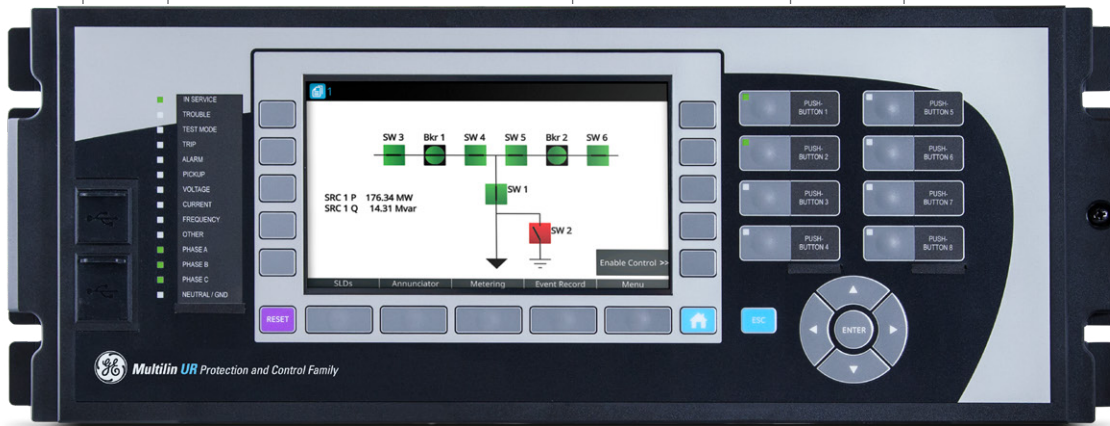 1
SW 3 Bkr 1 SW 4 SW 5 Bkr 2 SW 6
SW 1
SRC 1 P 176.34 MW
SRC 1 Q 14.31 Mvar
SW 2
Enable Control >>
SLDs Annunciator Metering Event Record Menu
IN SERVICE
TROUBLE
TEST MODE
TRIP
ALARM
PICKUP
VOLTAGE
CURRENT
FREQUENCY
OTHER
PHASE A
PHASE B
PHASE C
NEUTRAL / GND
RESET
PUSH-
BUTTON 1
PUSH-
BUTTON 5
PUSH-
BUTTON 2
PUSH-
BUTTON 6
PUSH-
BUTTON 3
PUSH-
BUTTON 7
PUSH-
BUTTON 4
PUSH-
BUTTON 8
ESC
ENTER
GE Multilin UR Protection and Control Family